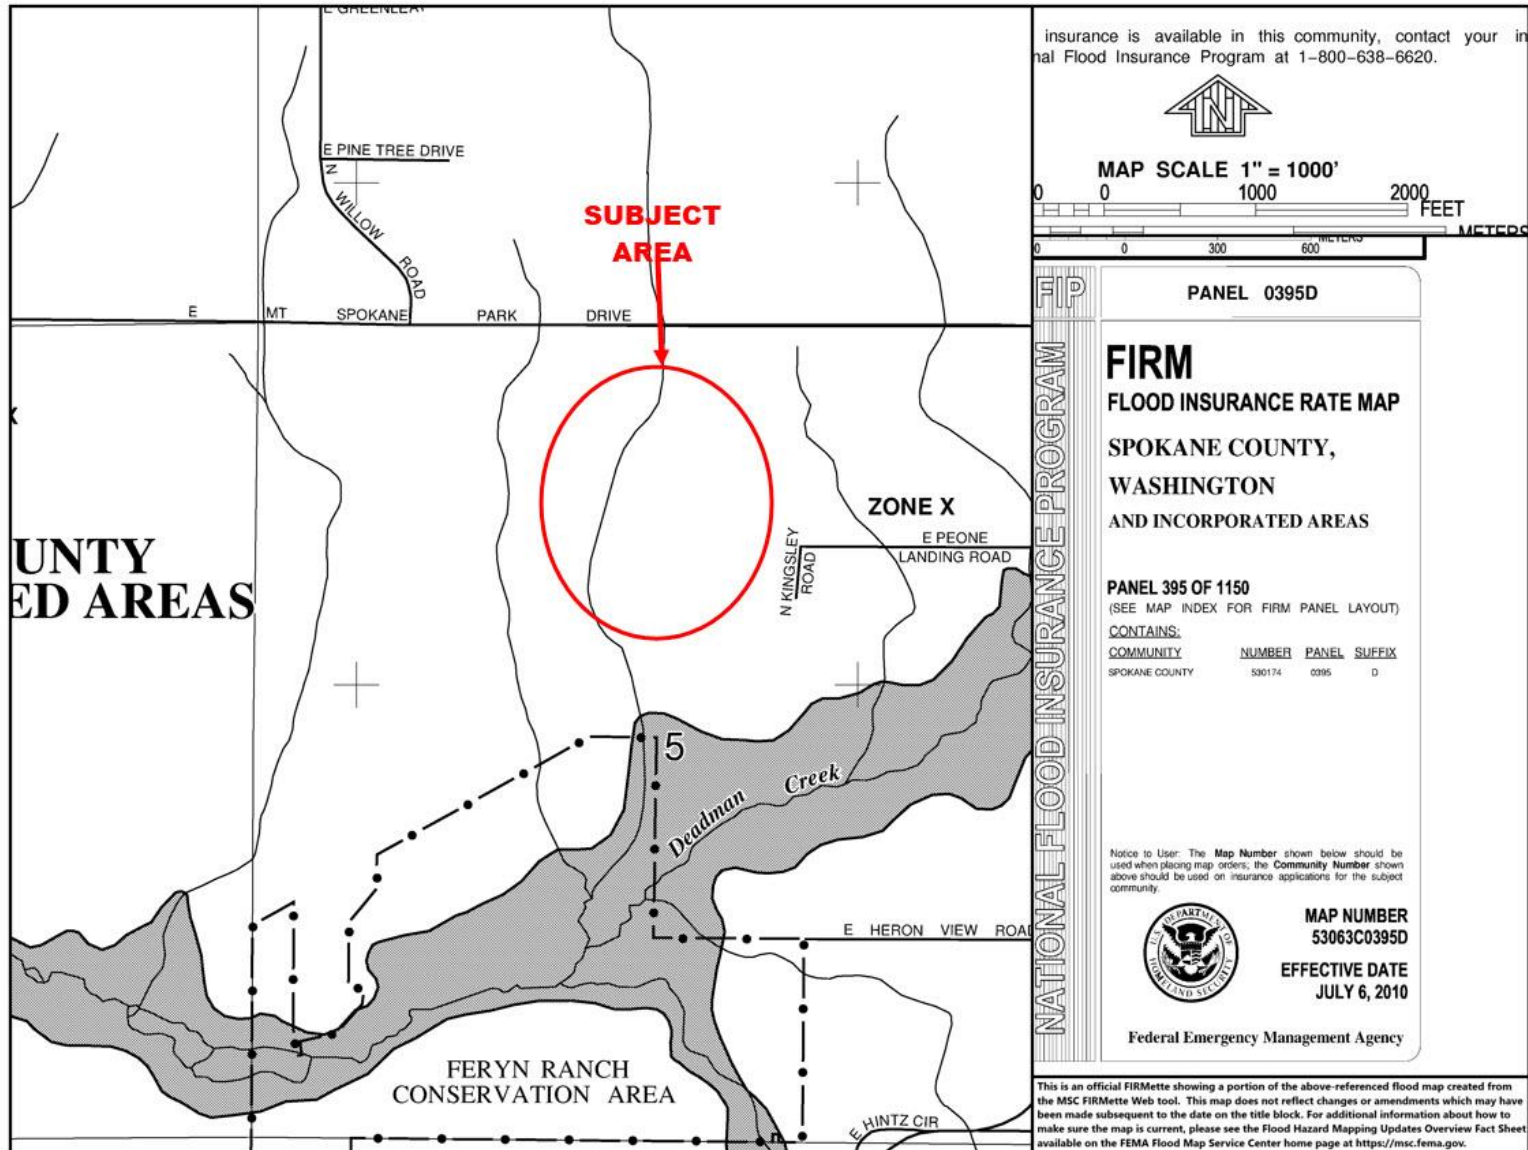 E GREENLEAF
E PINE TREE DRIVE
N
WILLOW
ROAD
SUBJECT
AREA
E MT SPOKANE PARK DRIVE
X
ZONE X
E PEONE
LANDING ROAD
N KINGSLEY
ROAD
UNTY
ED AREAS
5
Deadman Creek
E HERON VIEW ROAD
FERYN RANCH
CONSERVATION AREA
E HINTZ CIR
insurance is available in this community, contact your in
nal Flood Insurance Program at 1-800-638-6620.
N
MAP SCALE 1" = 1000'
0 0 1000 2000
FEET
METERS
METERS
0 0 300 600
FIP
NATIONAL FLOOD INSURANCE PROGRAM
PANEL 0395D
FIRM
FLOOD INSURANCE RATE MAP
SPOKANE COUNTY,
WASHINGTON
AND INCORPORATED AREAS
PANEL 395 OF 1150
(SEE MAP INDEX FOR FIRM PANEL LAYOUT)
CONTAINS:
COMMUNITY NUMBER PANEL SUFFIX
SPOKANE COUNTY 530174 0395 D
Notice to User: The Map Number shown below should be
used when placing map orders; the Community Number shown
above should be used on insurance applications for the subject
community.
U.S. DEPARTMENT OF
HOMELAND SECURITY
MAP NUMBER
53063C0395D
EFFECTIVE DATE
JULY 6, 2010
Federal Emergency Management Agency
This is an official FIRMette showing a portion of the above-referenced flood map created from
the MSC FIRMette Web tool. This map does not reflect changes or amendments which may have
been made subsequent to the date on the title block. For additional information about how to
make sure the map is current, please see the Flood Hazard Mapping Updates Overview Fact Sheet
available on the FEMA Flood Map Service Center home page at https://msc.fema.gov.